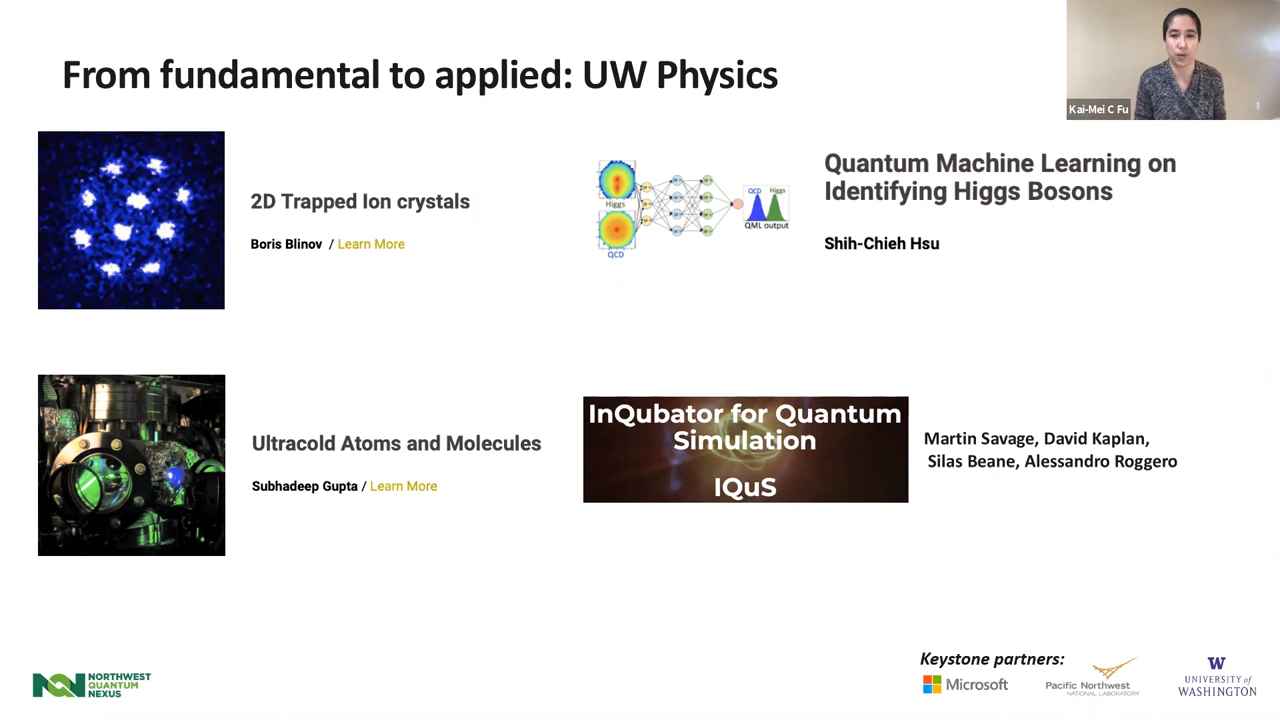 From fundamental to applied: UW Physics
Kai-Mei C Fu
2D Trapped Ion crystals
Boris Blinov / Learn More
Higgs
QCD
QCD Higgs
QML output
Quantum Machine Learning on
Identifying Higgs Bosons
Shih-Chieh Hsu
Ultracold Atoms and Molecules
Subhadeep Gupta / Learn More
InQubator for Quantum
Simulation
IQuS
Martin Savage, David Kaplan,
Silas Beane, Alessandro Roggero
NORTHWEST
QUANTUM
NEXUS
Keystone partners:
Microsoft
Pacific Northwest
NATIONAL LABORATORY
W
UNIVERSITY of
WASHINGTON